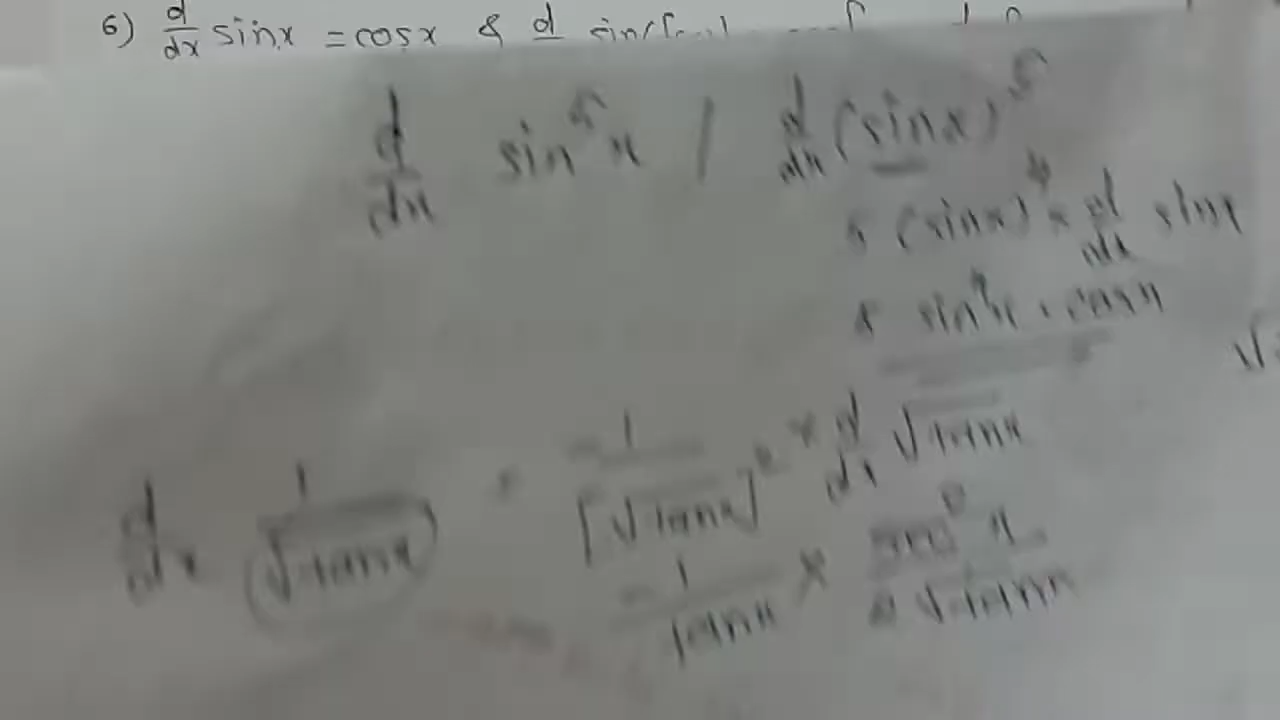 6) d/dx sinx = cosx & d sin(
d/dx sin⁵x / d/dx (sinx)⁵
5 (sinx)⁴ × d/dx sinx
5 sin⁴x · cosx
d/dx 1/√tanx = -1/[√tanx]² × d/dx √tanx
-1/tanx × sec²x/2√tanx